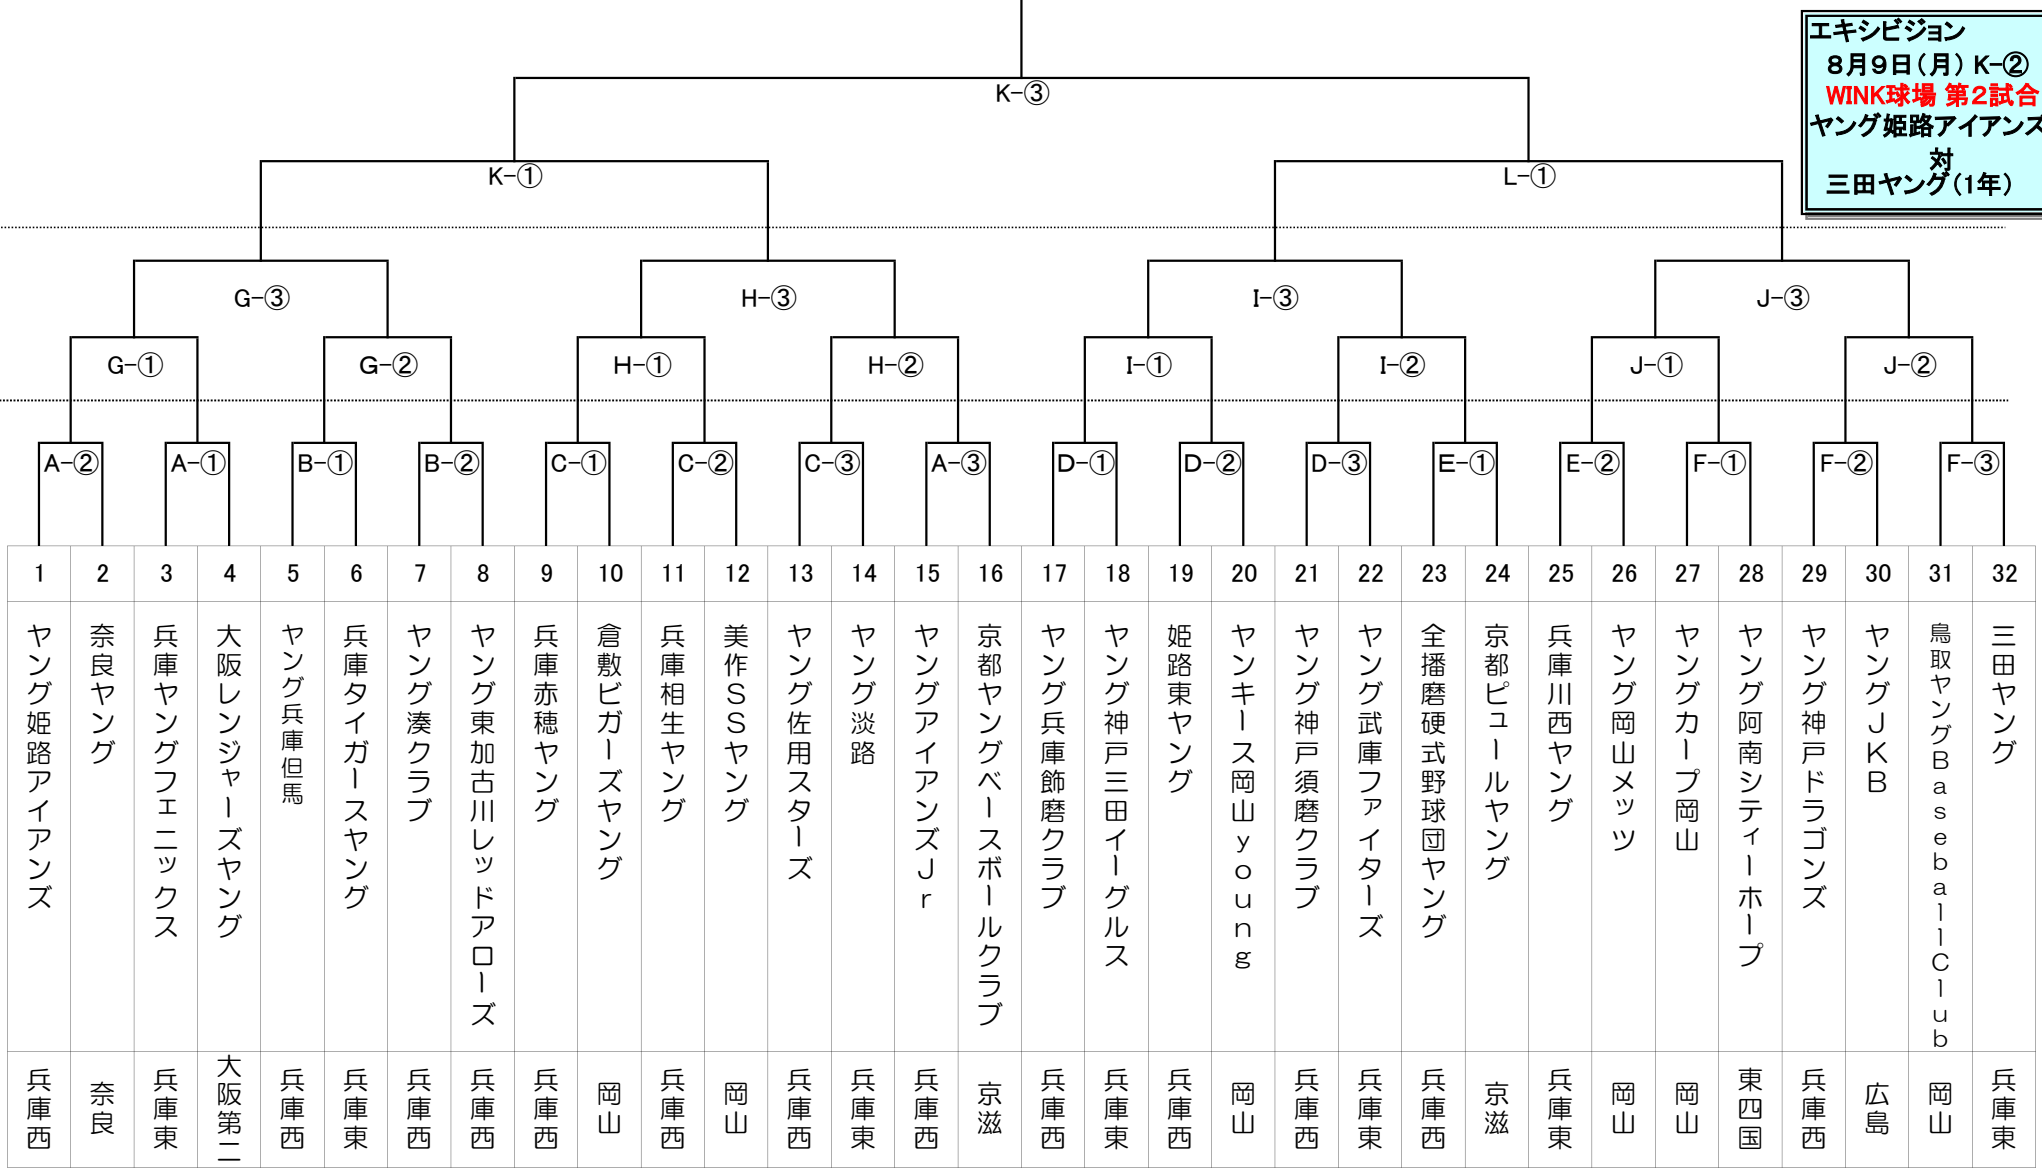 エキシビジョン
8月9日(月) K-②
WINK球場 第2試合
ヤング姫路アイアンズ
対
三田ヤング(1年)
K-③
K-① L-①
G-③ H-③ I-③ J-③
G-① G-② H-① H-② I-① I-② J-① J-②
A-② A-① B-① B-② C-① C-② C-③ A-③ D-① D-② D-③ E-① E-② F-① F-② F-③
1 2 3 4 5 6 7 8 9 10 11 12 13 14 15 16 17 18 19 20 21 22 23 24 25 26 27 28 29 30 31 32
ヤング姫路アイアンズ
奈良ヤング
兵庫ヤングフェニックス
大阪レンジャーズヤング
ヤング兵庫但馬
兵庫タイガースヤング
ヤング湊クラブ
ヤング東加古川レッドアローズ
兵庫赤穂ヤング
倉敷ビガーズヤング
兵庫相生ヤング
美作SSヤング
ヤング佐用スターズ
ヤング淡路
ヤングアイアンズJr
京都ヤングベースボールクラブ
ヤング兵庫飾磨クラブ
ヤング神戸三田イーグルス
姫路東ヤング
ヤンキース岡山young
ヤング神戸須磨クラブ
ヤング武庫ファイターズ
全播磨硬式野球団ヤング
京都ピュールヤング
兵庫川西ヤング
ヤング岡山メッツ
ヤングカープ岡山
ヤング阿南シティーホープ
ヤング神戸ドラゴンズ
ヤングJKB
鳥取ヤングBaseballClub
三田ヤング
兵庫西
奈良
兵庫東
大阪第二
兵庫西
兵庫東
兵庫西
兵庫西
兵庫西
岡山
兵庫西
岡山
兵庫西
兵庫東
兵庫西
京滋
兵庫西
兵庫東
兵庫西
岡山
兵庫西
兵庫東
兵庫西
京滋
兵庫東
岡山
岡山
東四国
兵庫西
広島
岡山
兵庫東